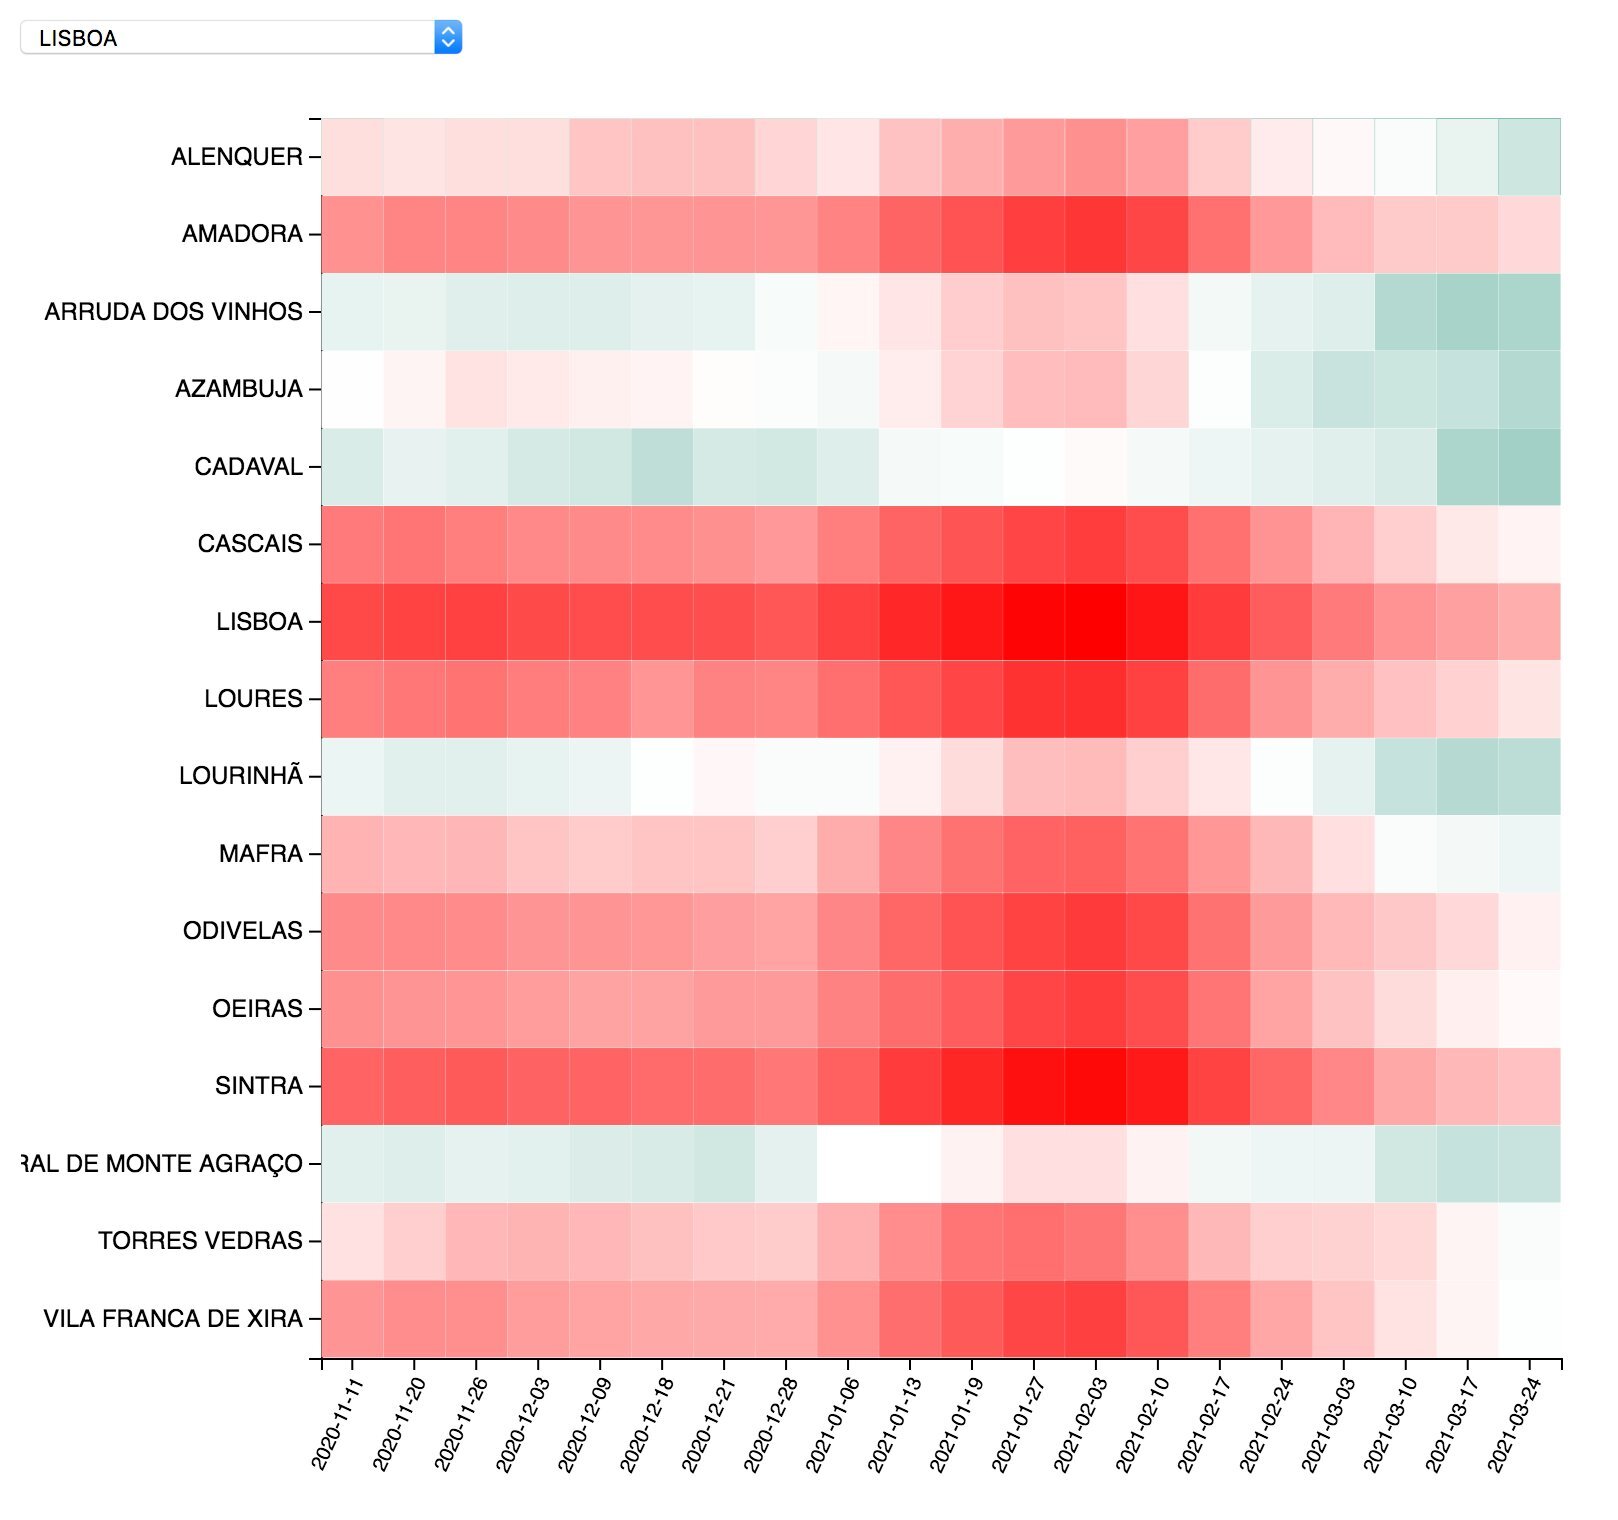 LISBOA
ALENQUER
AMADORA
ARRUDA DOS VINHOS
AZAMBUJA
CADAVAL
CASCAIS
LISBOA
LOURES
LOURINHÃ
MAFRA
ODIVELAS
OEIRAS
SINTRA
RAL DE MONTE AGRAÇO
TORRES VEDRAS
VILA FRANCA DE XIRA
2020-11-11
2020-11-20
2020-11-26
2020-12-03
2020-12-09
2020-12-18
2020-12-21
2020-12-28
2021-01-06
2021-01-13
2021-01-19
2021-01-27
2021-02-03
2021-02-10
2021-02-17
2021-02-24
2021-03-03
2021-03-10
2021-03-17
2021-03-24